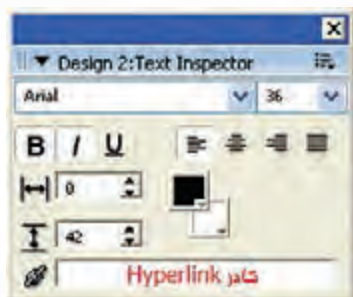 Design 2:Text Inspector
Arial 36
B I U
0
42
کادر Hyperlink